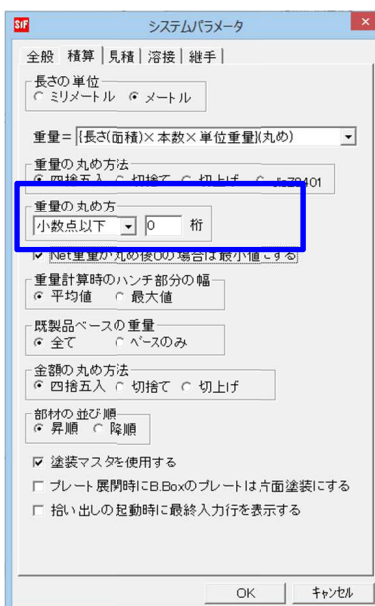 SIF システムパラメータ ×
全般 積算 見積 溶接 継手
長さの単位
ミリメートル メートル
重量= [長さ(面積)×本数×単位重量](丸め)
重量の丸め方法
四捨五入 切捨て 切上げ JisZ8401
重量の丸め方
小数点以下 0 桁
Net重量が丸め後0の場合は最小値にする
重量計算時のハンチ部分の幅
平均値 最大値
既製品ベースの重量
全て ベースのみ
金額の丸め方法
四捨五入 切捨て 切上げ
部材の並び順
昇順 降順
塗装マスタを使用する
プレート展開時にB.Boxのプレートは片面塗装にする
拾い出しの起動時に最終入力行を表示する
OK キャンセル